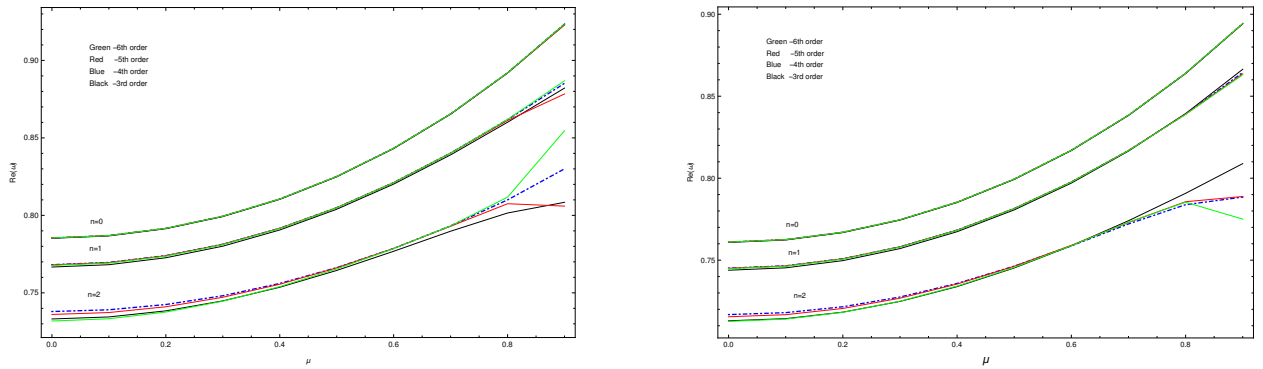 0.90
0.85
0.80
0.75
Re(ω)
Green -6th order
Red -5th order
Blue -4th order
Black -3rd order
n=0
n=1
n=2
0.0 0.2 0.4 0.6 0.8
μ
0.90
0.85
0.80
0.75
Re(ω)
Green -6th order
Red -5th order
Blue -4th order
Black -3rd order
n=0
n=1
n=2
0.0 0.2 0.4 0.6 0.8
μ